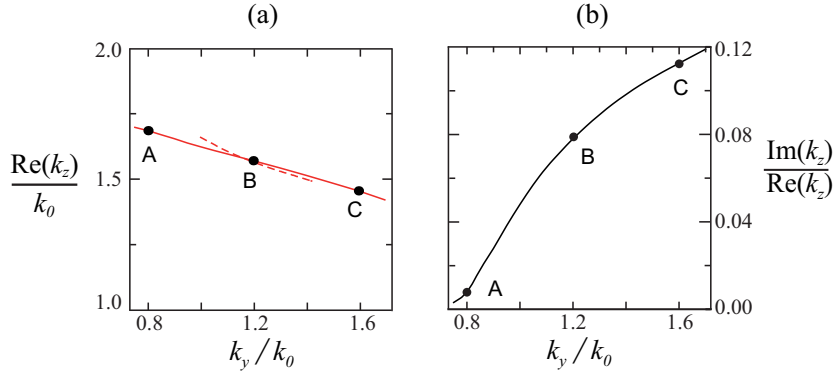 (a)
2.0
1.5
1.0
Re(k_z)
k_0
A
B
C
0.8
1.2
1.6
k_y / k_0
(b)
0.12
0.08
0.04
0.00
Im(k_z)
Re(k_z)
A
B
C
0.8
1.2
1.6
k_y / k_0